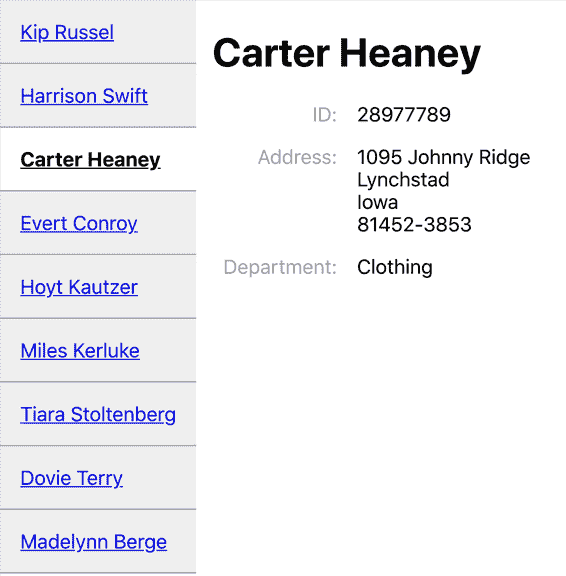 Kip Russel
Harrison Swift
Carter Heaney
Evert Conroy
Hoyt Kautzer
Miles Kerluke
Tiara Stoltenberg
Dovie Terry
Madelynn Berge
Carter Heaney
ID: 28977789
Address: 1095 Johnny Ridge
Lynchstad
Iowa
81452-3853
Department: Clothing